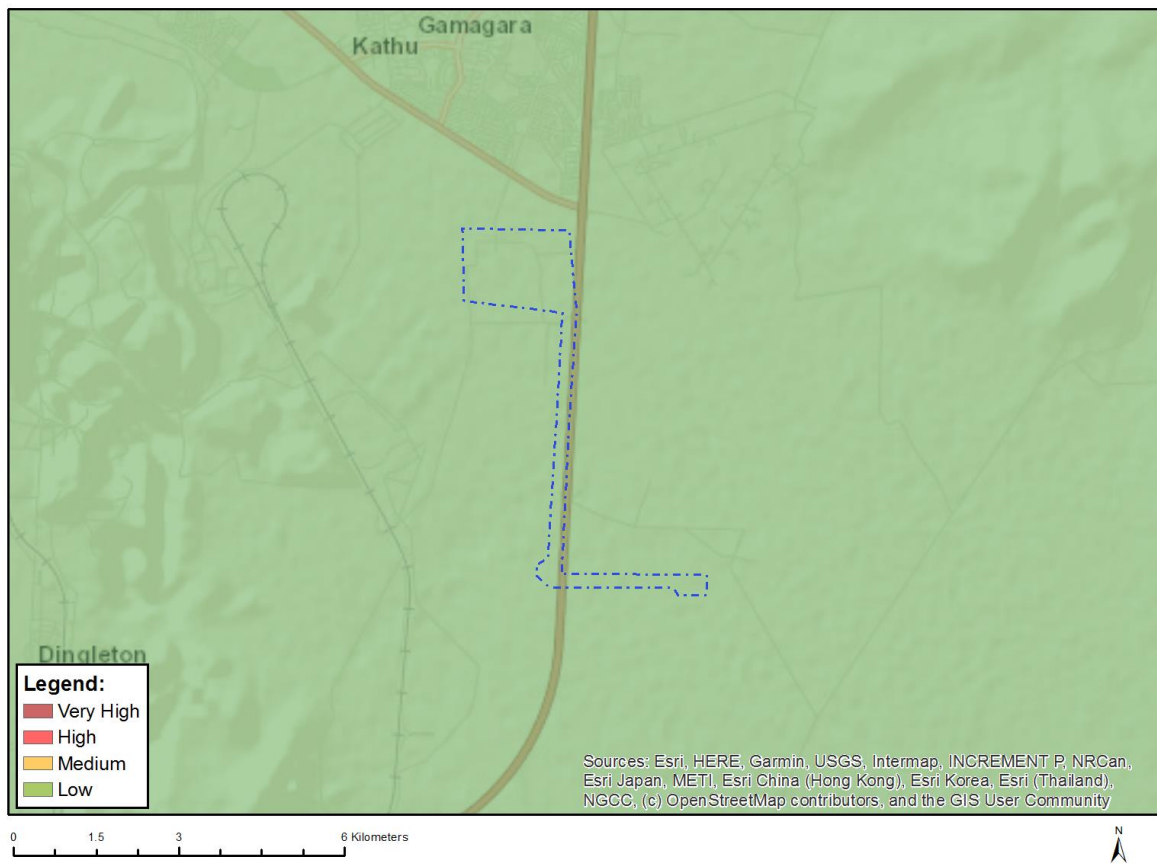 Gamagara
Kathu
Dingleton
Legend:
Very High
High
Medium
Low
Sources: Esri, HERE, Garmin, USGS, Intermap, INCREMENT P, NRCan,
Esri Japan, METI, Esri China (Hong Kong), Esri Korea, Esri (Thailand),
NGCC, (c) OpenStreetMap contributors, and the GIS User Community
0 1.5 3 6 Kilometers
N